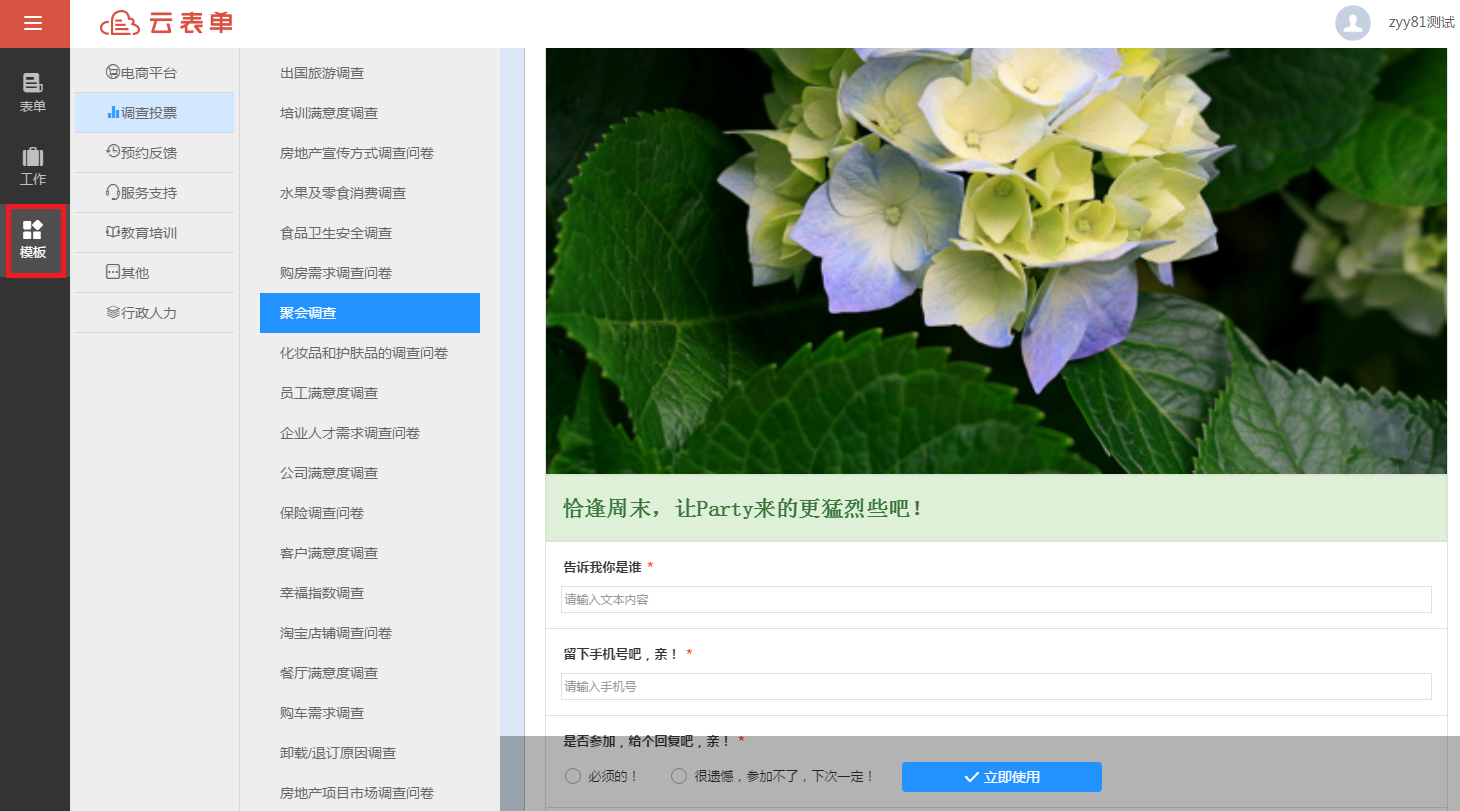 云表单
zyy81测试
表单
工作
模板
电商平台
调查投票
预约反馈
服务支持
教育培训
其他
行政人力
出国旅游调查
培训满意度调查
房地产宣传方式调查问卷
水果及零食消费调查
食品卫生安全调查
购房需求调查问卷
聚会调查
化妆品和护肤品的调查问卷
员工满意度调查
企业人才需求调查问卷
公司满意度调查
保险调查问卷
客户满意度调查
幸福指数调查
淘宝店铺调查问卷
餐厅满意度调查
购车需求调查
卸载/退订原因调查
房地产项目市场调查问卷
恰逢周末，让Party来的更猛烈些吧！
告诉我你是谁 *
请输入文本内容
留下手机号吧，亲！ *
请输入手机号
是否参加，给个回复吧，亲！ *
必须的！ 很遗憾，参加不了，下次一定！
立即使用